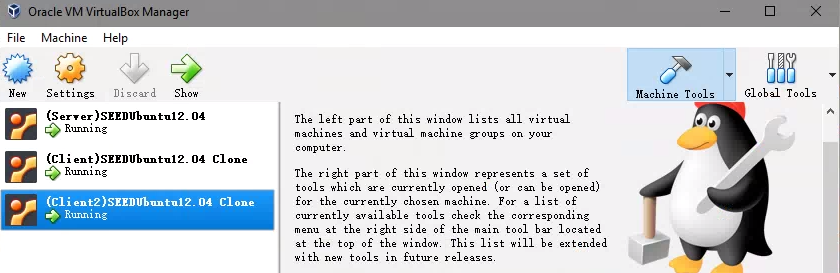 Oracle VM VirtualBox Manager
File Machine Help
New Settings Discard Show Machine Tools Global Tools
(Server)SEEDUbuntu12.04
Running
(Client)SEEDUbuntu12.04 Clone
Running
(Client2)SEEDUbuntu12.04 Clone
Running
The left part of this window lists all virtual
machines and virtual machine groups on your
computer.
The right part of this window represents a set of
tools which are currently opened (or can be opened)
for the currently chosen machine. For a list of
currently available tools check the corresponding
menu at the right side of the main tool bar located
at the top of the window. This list will be extended
with new tools in future releases.